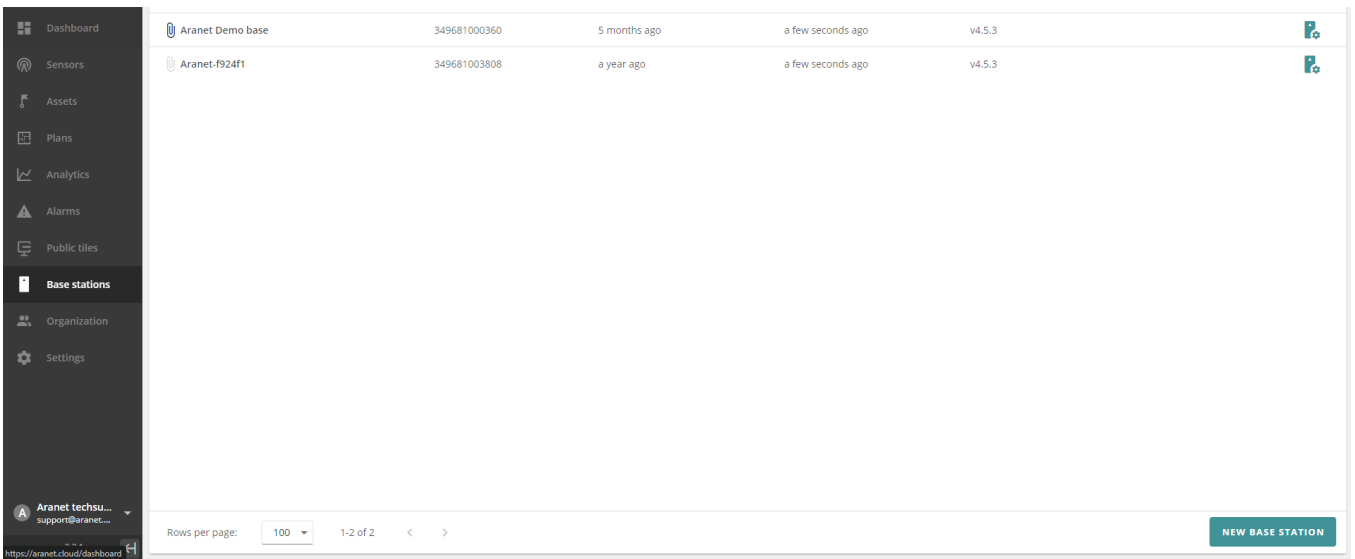 Dashboard
Sensors
Assets
Plans
Analytics
Alarms
Public tiles
Base stations
Organization
Settings
A Aranet techsu...
support@aranet....
https://aranet.cloud/dashboard
Aranet Demo base 349681000360 5 months ago a few seconds ago v4.5.3
Aranet-f924f1 349681003808 a year ago a few seconds ago v4.5.3
Rows per page: 100 1-2 of 2
NEW BASE STATION